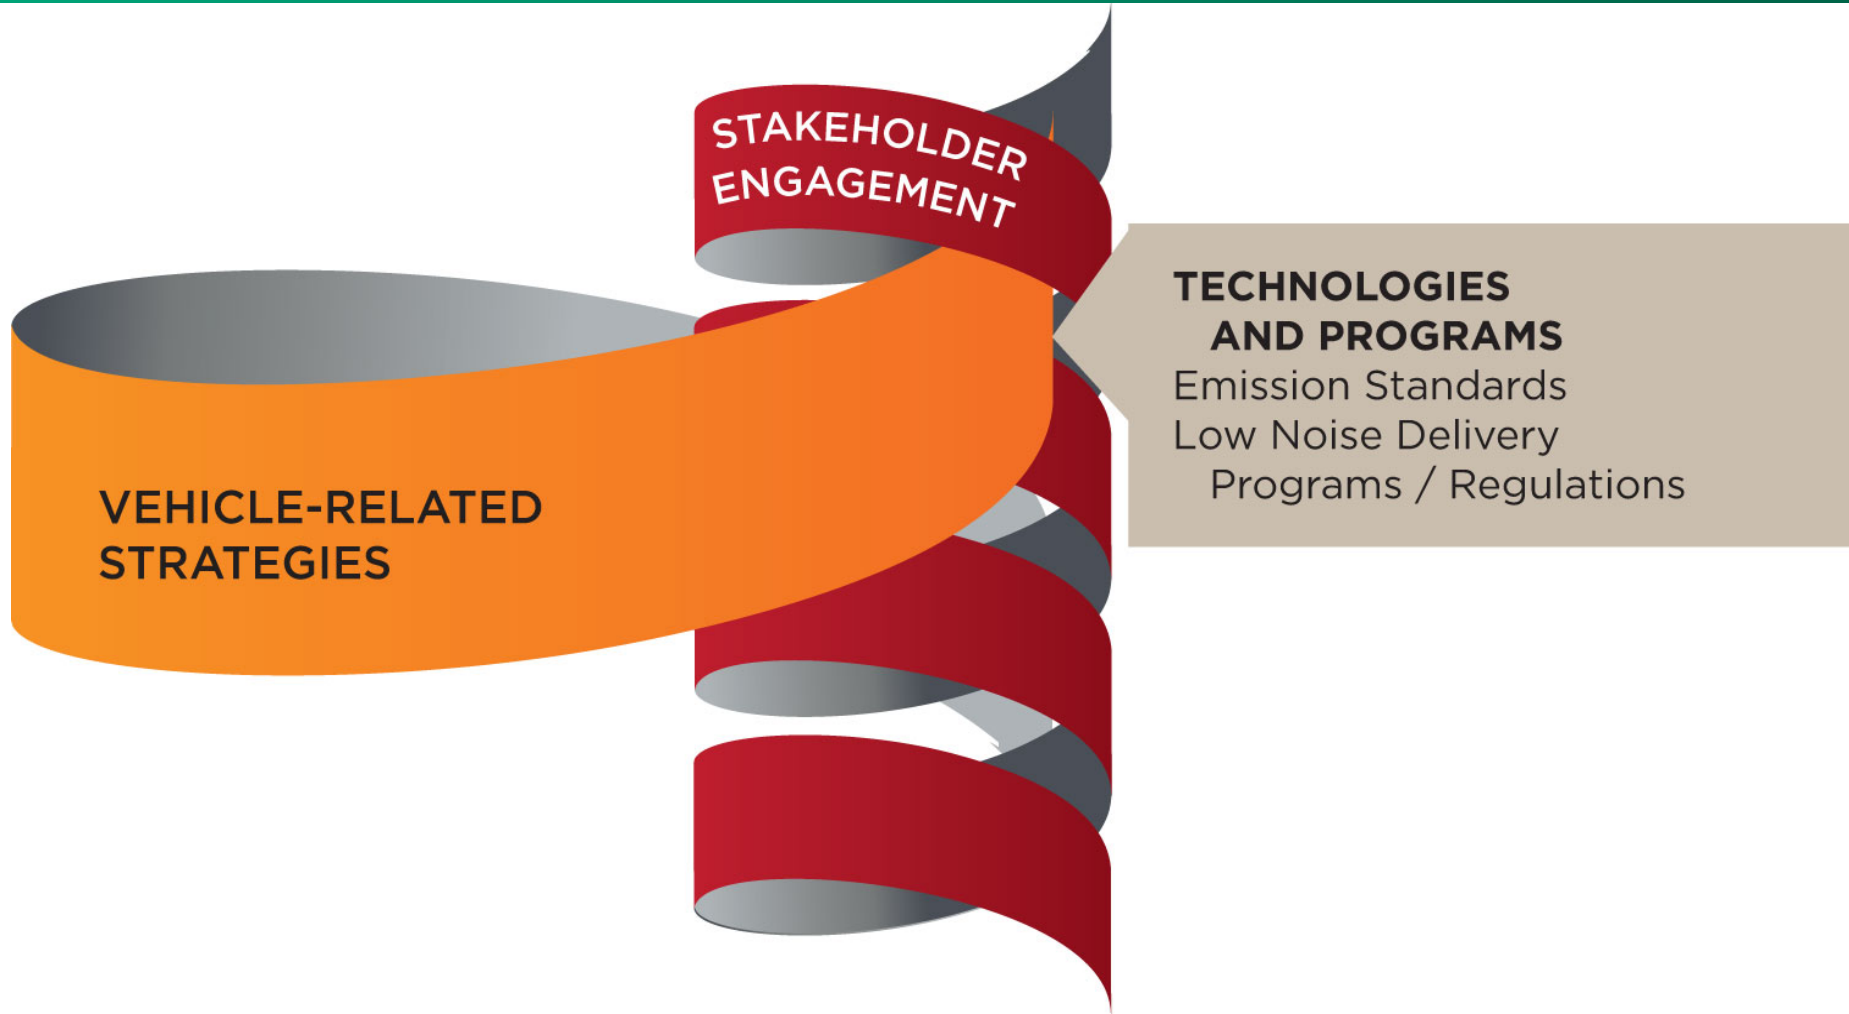 STAKEHOLDER
ENGAGEMENT
VEHICLE-RELATED
STRATEGIES
TECHNOLOGIES
AND PROGRAMS
Emission Standards
Low Noise Delivery
Programs / Regulations